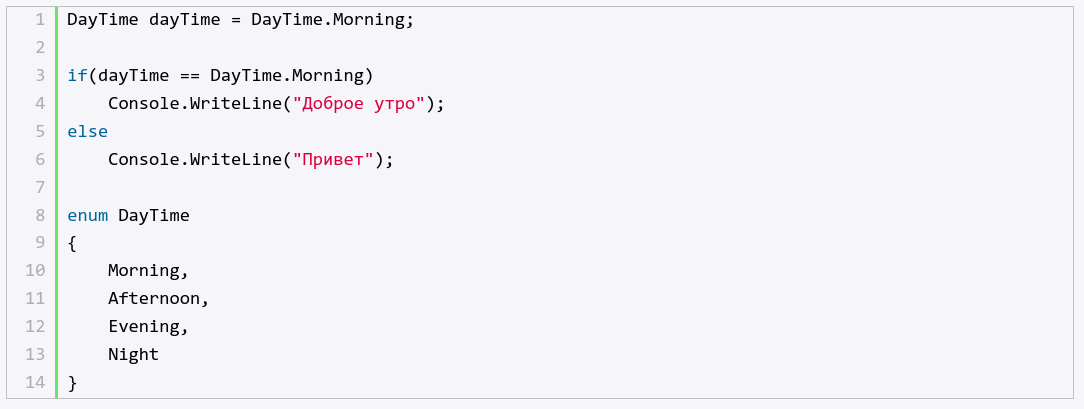 1 DayTime dayTime = DayTime.Morning;
2
3 if(dayTime == DayTime.Morning)
4     Console.WriteLine("Доброе утро");
5 else
6     Console.WriteLine("Привет");
7
8 enum DayTime
9 {
10     Morning,
11     Afternoon,
12     Evening,
13     Night
14 }